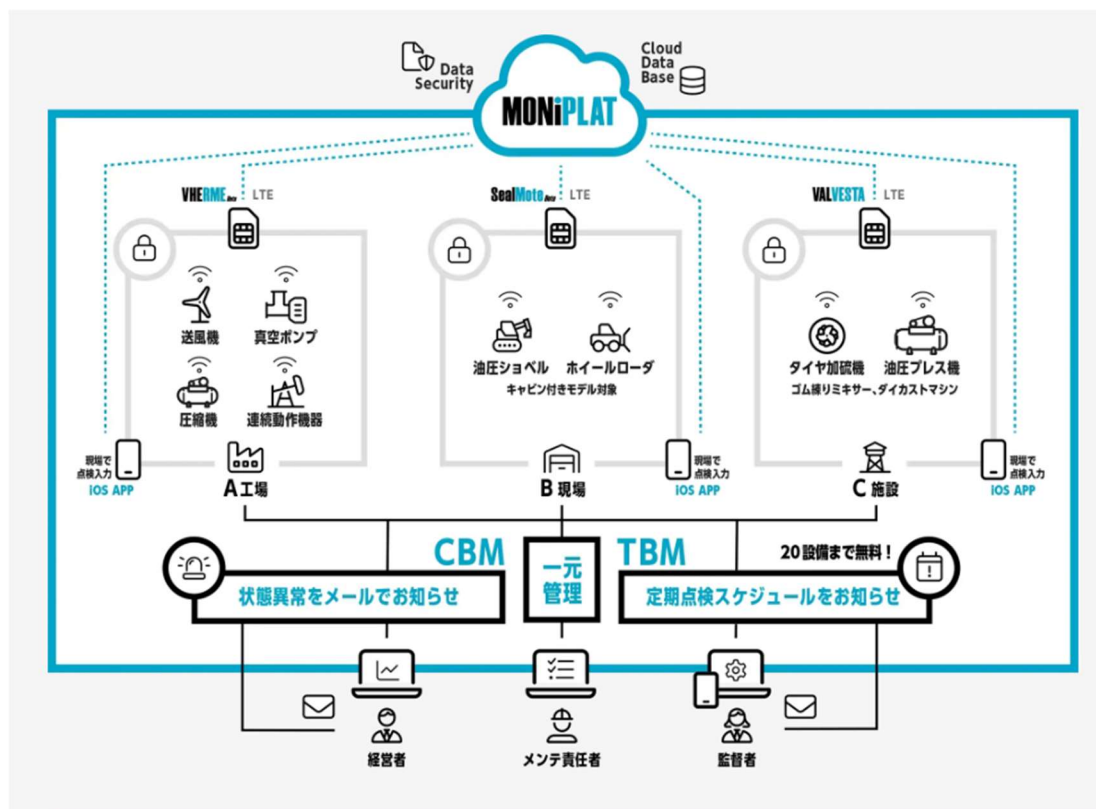 Data
Security
Cloud
Data
Base
MONiPLAT
VHERME Data LTE
SealMoto Data LTE
VALVESTA LTE
送風機
真空ポンプ
圧縮機
連続動作機器
油圧ショベル
ホイールローダ
キャビン付きモデル対象
タイヤ加硫機
油圧プレス機
ゴム練りミキサー、ダイカストマシン
現場で
点検入力
iOS APP
A工場
B 現場
現場で
点検入力
iOS APP
C 施設
現場で
点検入力
iOS APP
CBM
状態異常をメールでお知らせ
一元
管理
TBM
20設備まで無料!
定期点検スケジュールをお知らせ
経営者
メンテ責任者
監督者